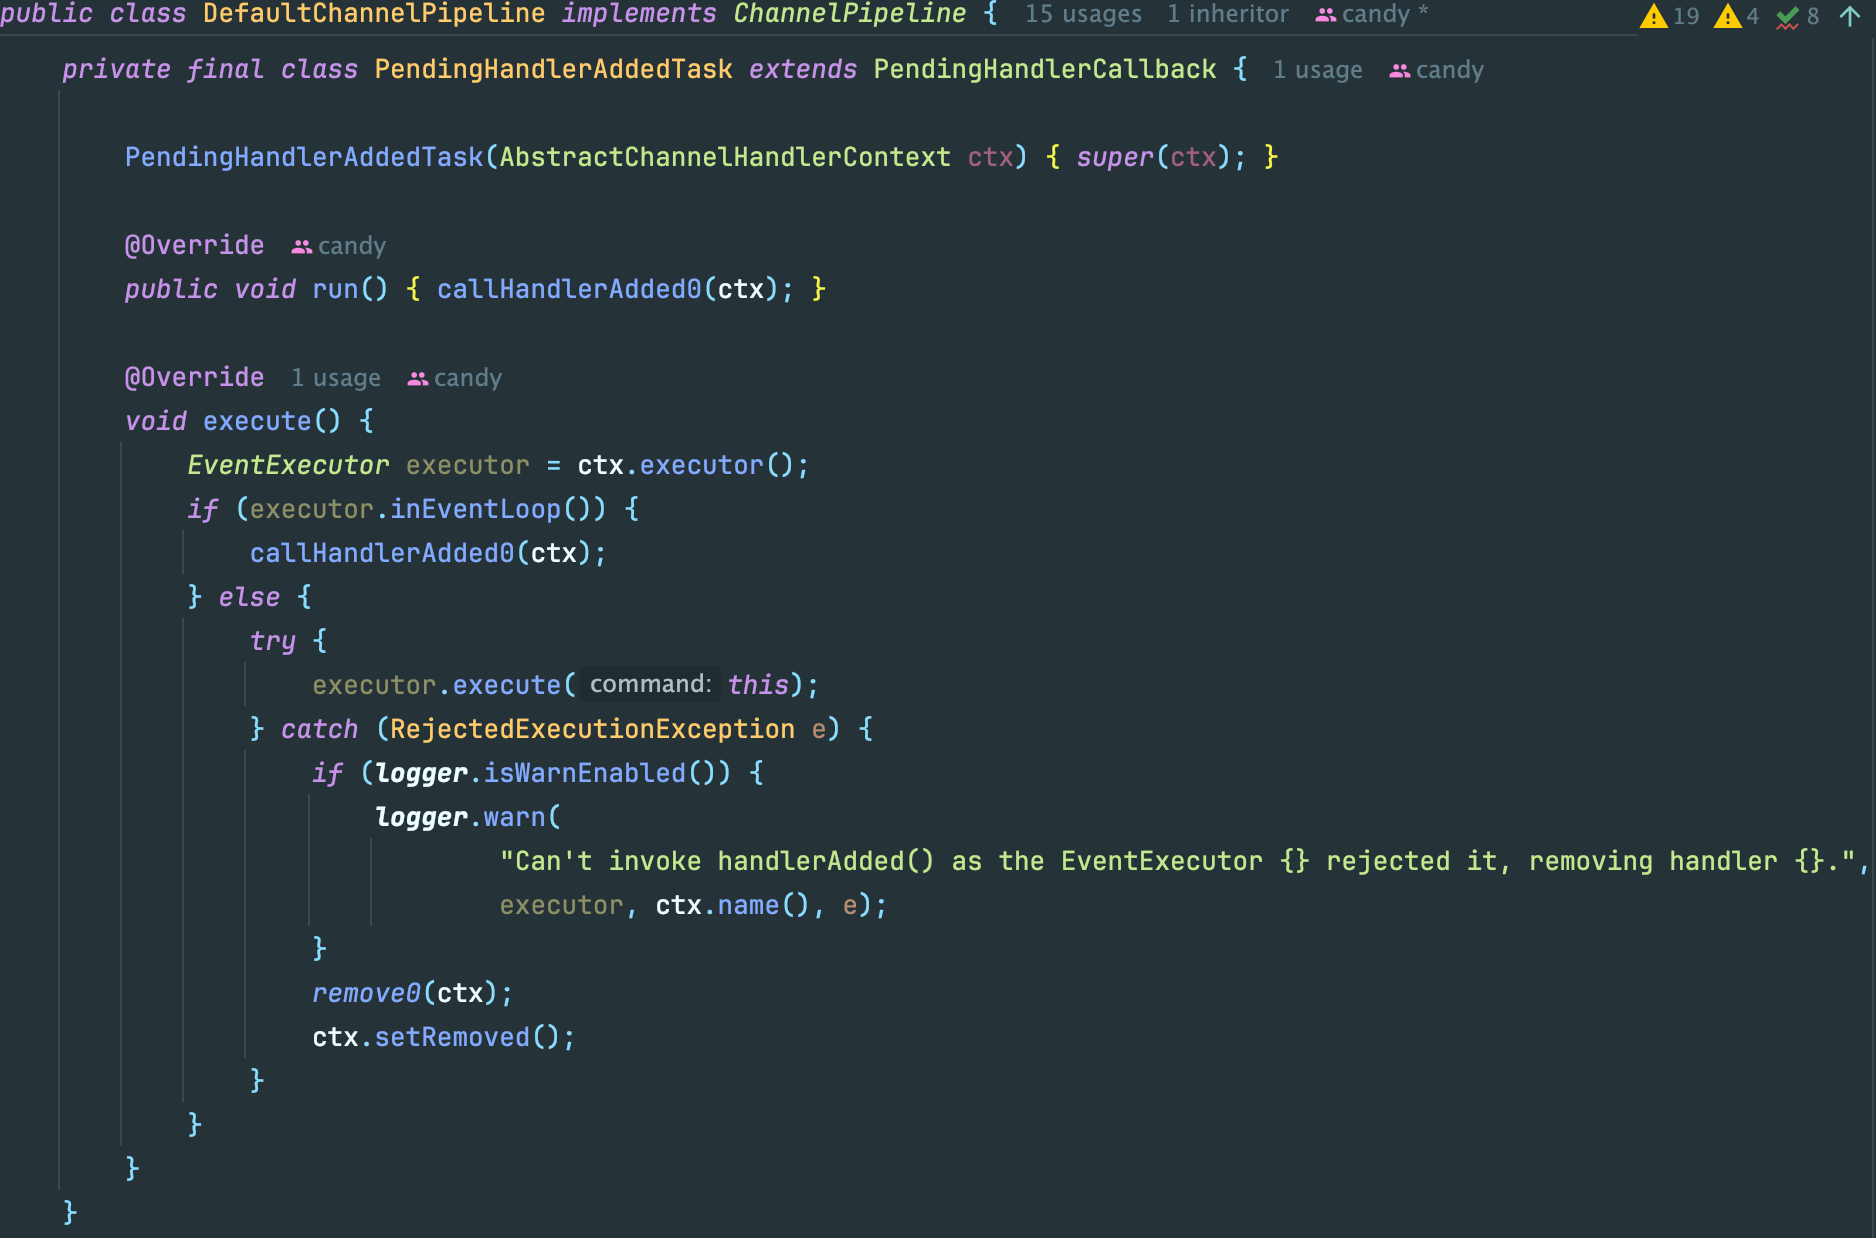 public class DefaultChannelPipeline implements ChannelPipeline { 15 usages 1 inheritor candy * 19 4 8
private final class PendingHandlerAddedTask extends PendingHandlerCallback { 1 usage candy
PendingHandlerAddedTask(AbstractChannelHandlerContext ctx) { super(ctx); }
@Override candy
public void run() { callHandlerAdded0(ctx); }
@Override 1 usage candy
void execute() {
EventExecutor executor = ctx.executor();
if (executor.inEventLoop()) {
callHandlerAdded0(ctx);
} else {
try {
executor.execute( command: this);
} catch (RejectedExecutionException e) {
if (logger.isWarnEnabled()) {
logger.warn(
"Can't invoke handlerAdded() as the EventExecutor {} rejected it, removing handler {}.",
executor, ctx.name(), e);
}
remove0(ctx);
ctx.setRemoved();
}
}
}
}